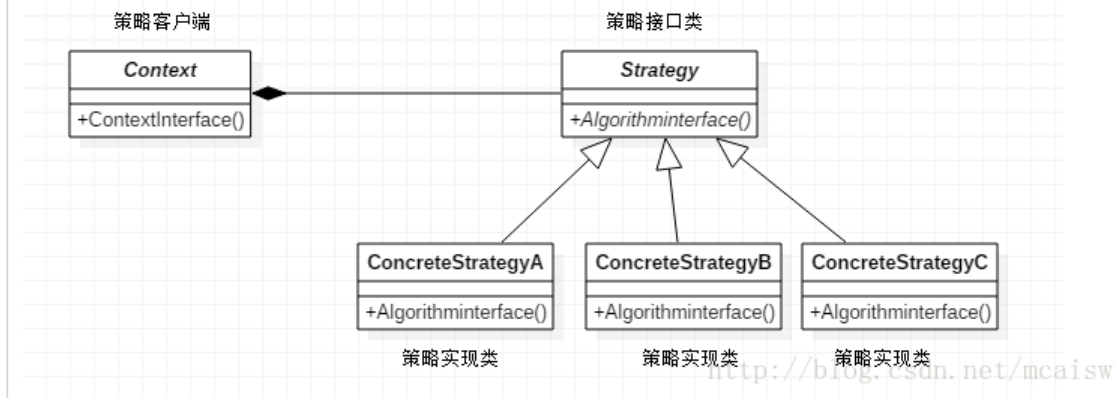 策略客户端
策略接口类
Context
Strategy
+ContextInterface()
+Algorithminterface()
ConcreteStrategyA
ConcreteStrategyB
ConcreteStrategyC
+Algorithminterface()
+Algorithminterface()
+Algorithminterface()
策略实现类
策略实现类
策略实现类
http://blog.csdn.net/mcaisw